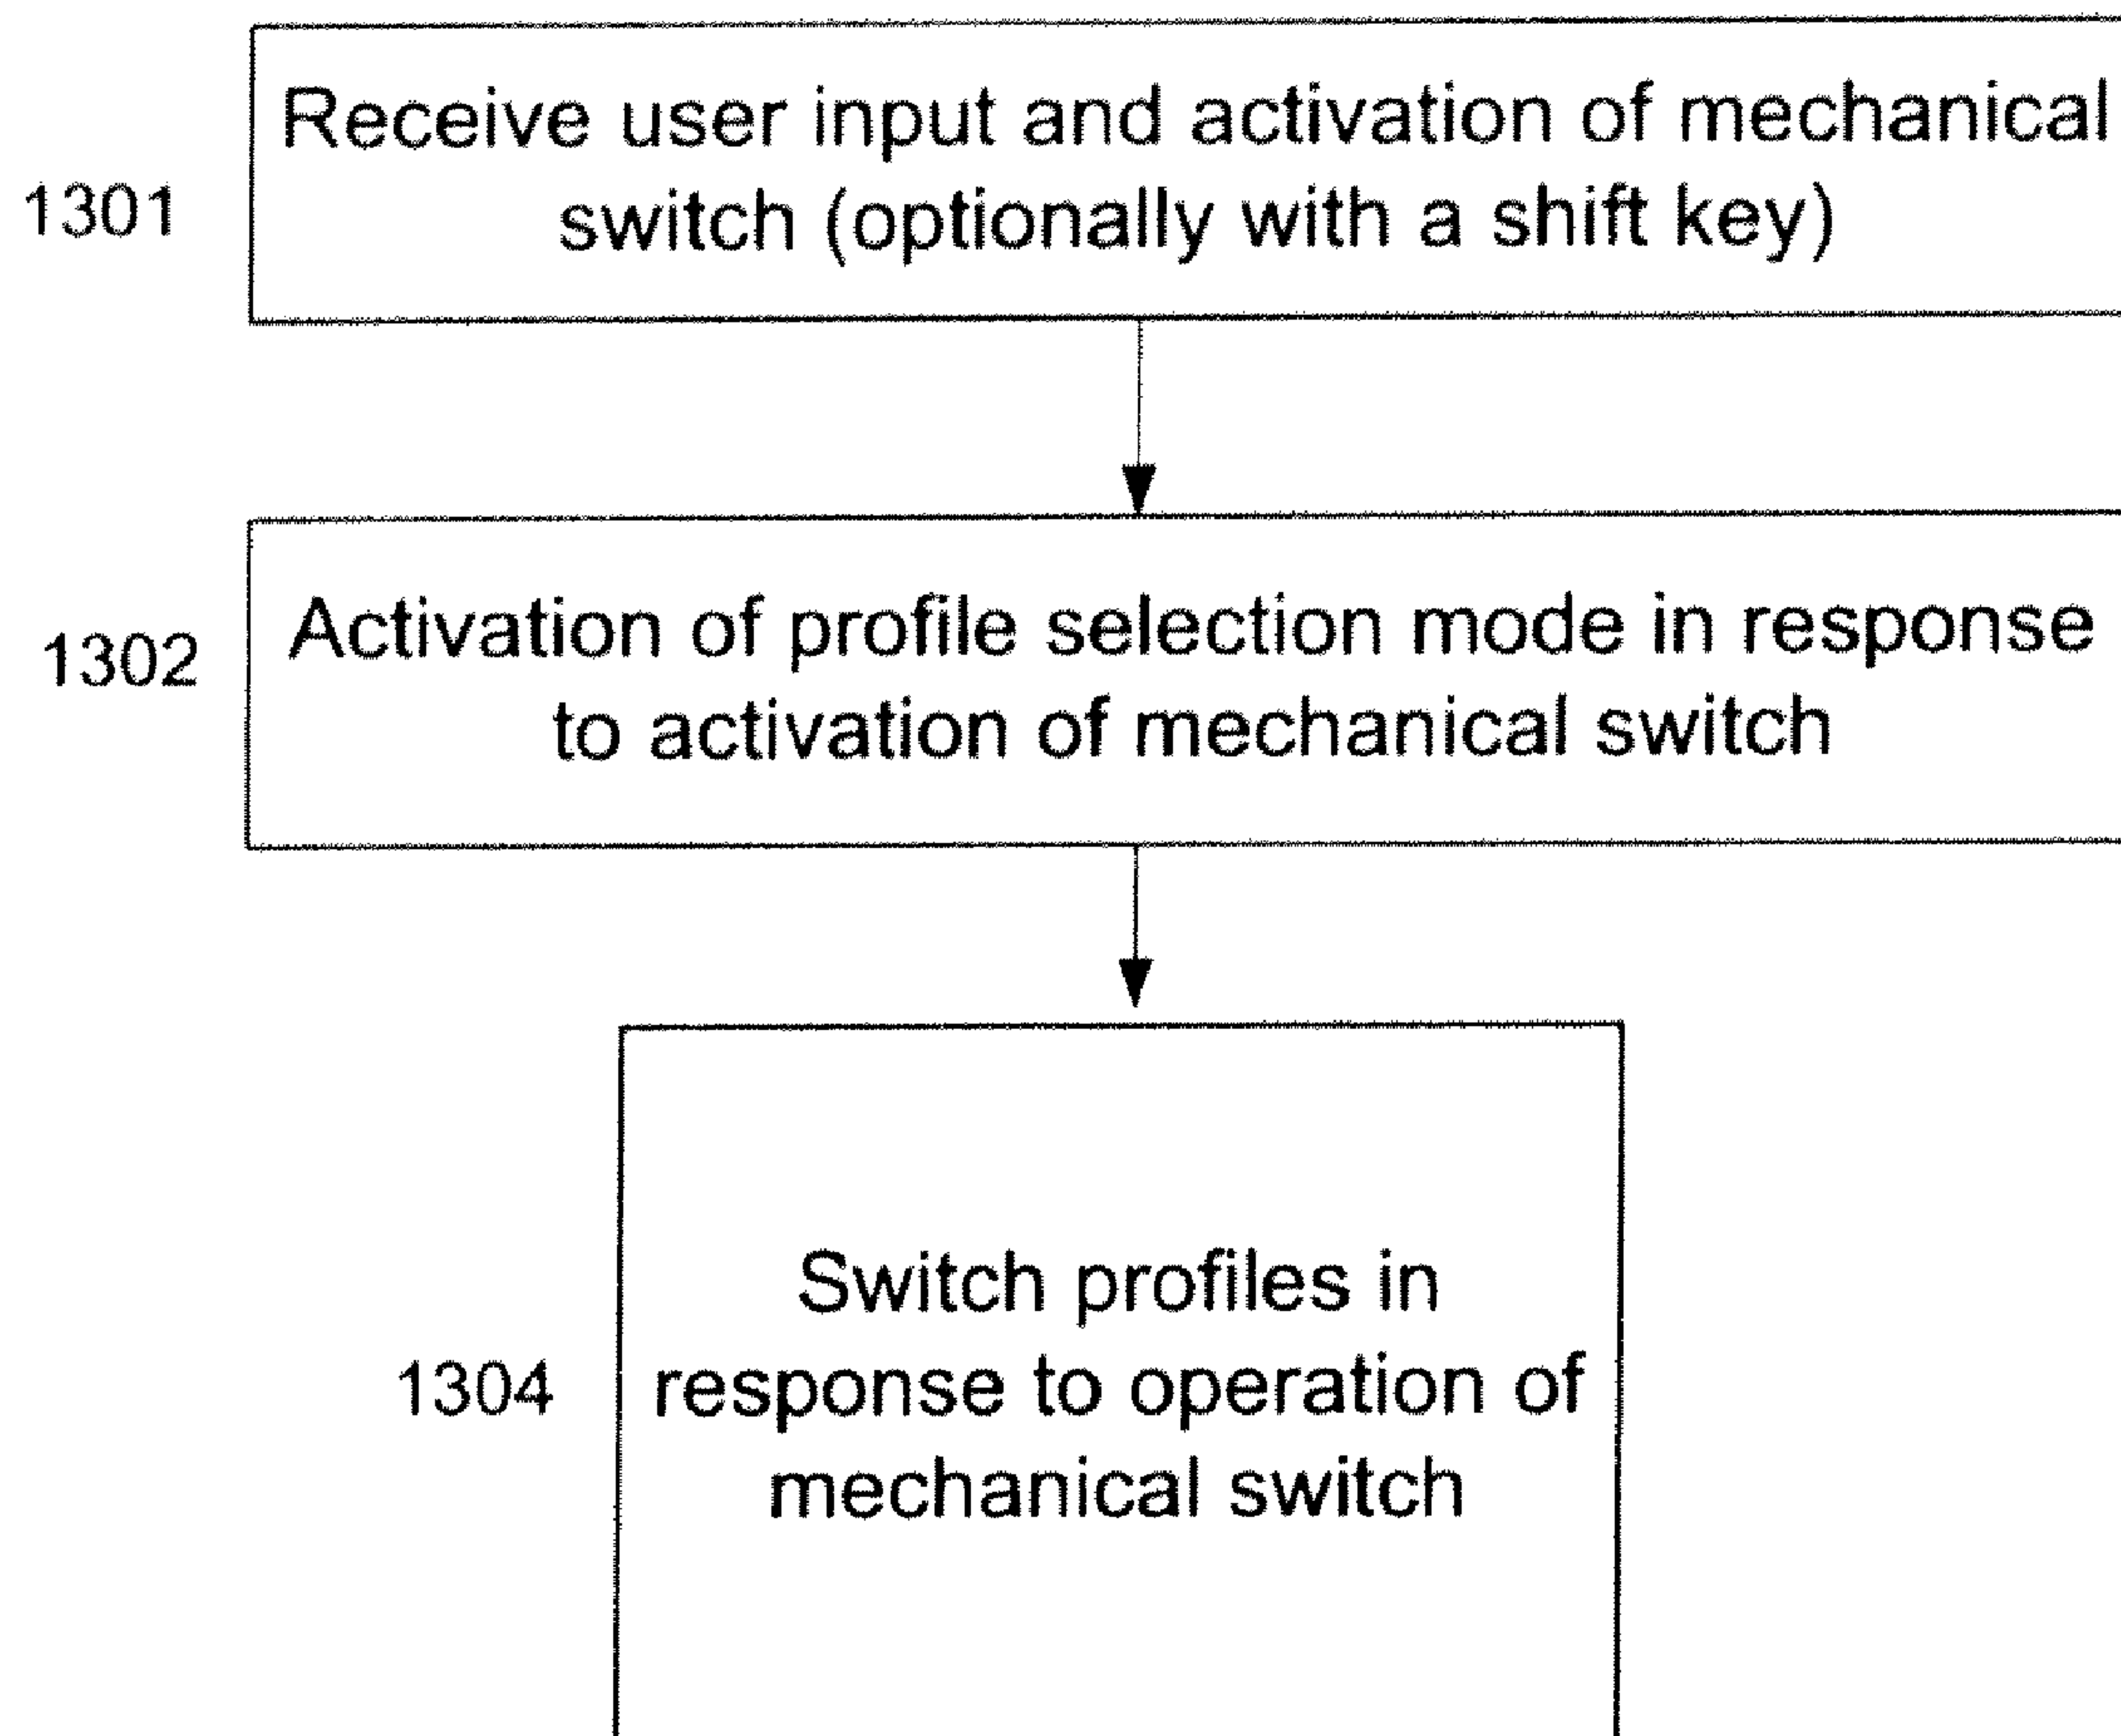 Receive user input and activation of mechanical
1301
switch (optionally with a shift key)
Activation of profile selection mode in response
1302
to activation of mechanical switch
Switch profiles in
1304
response to operation of
mechanical switch